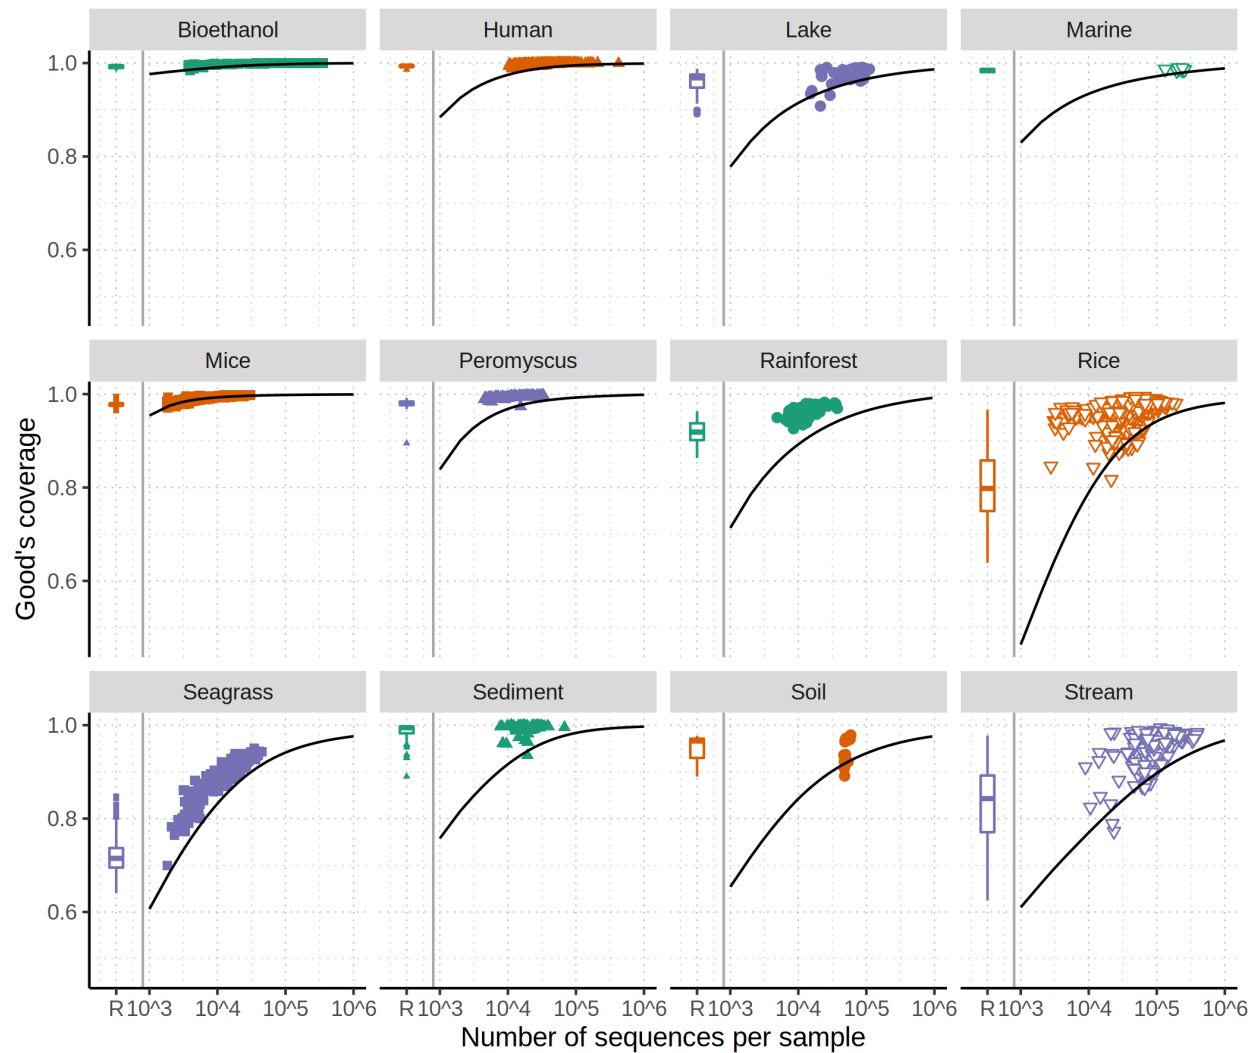 Bioethanol Human Lake Marine
1.0
0.8
0.6
Mice Peromyscus Rainforest Rice
1.0
0.8
0.6
Seagrass Sediment Soil Stream
1.0
0.8
0.6
R 10^3 10^4 10^5 10^6 R 10^3 10^4 10^5 10^6 R 10^3 10^4 10^5 10^6 R 10^3 10^4 10^5 10^6
Number of sequences per sample
Good's coverage